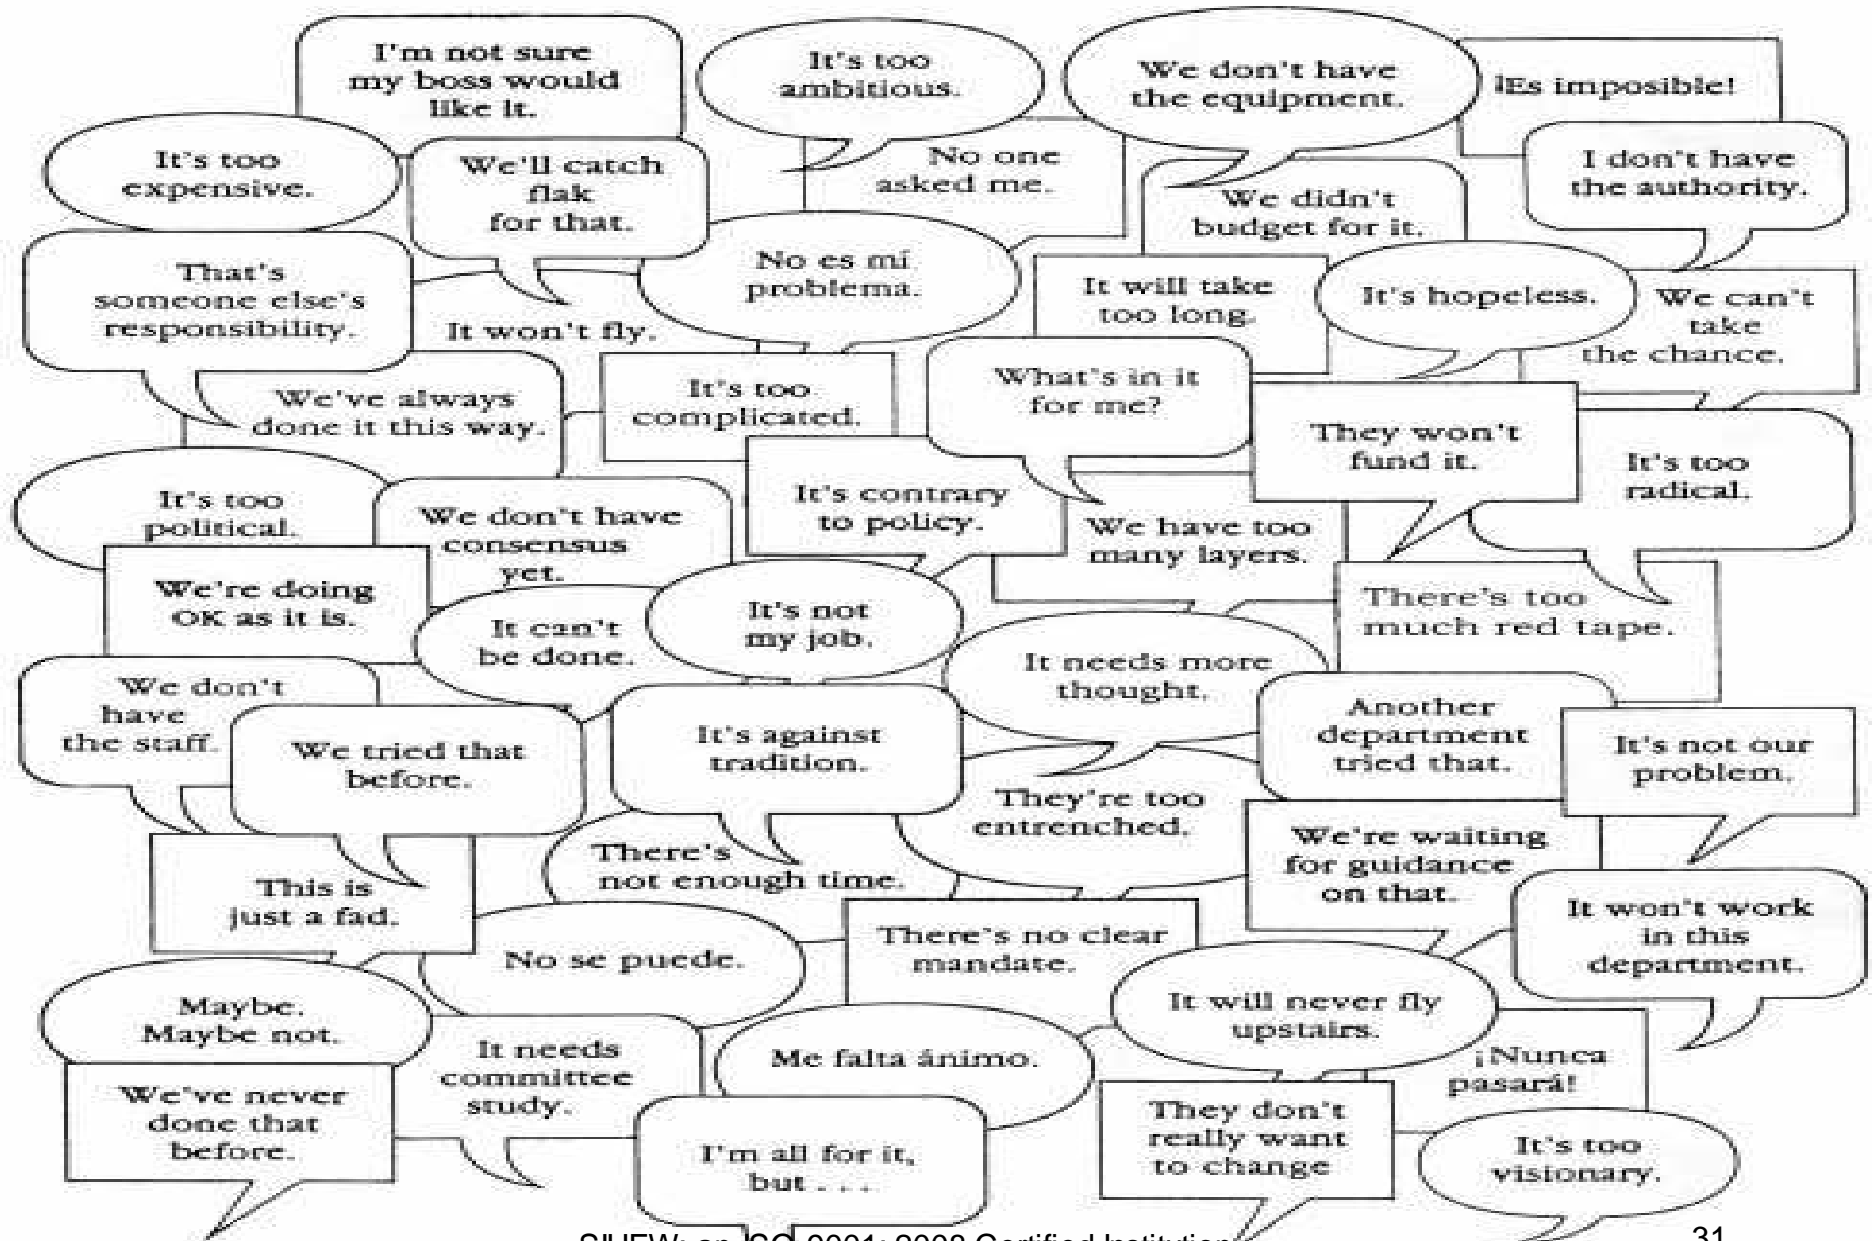 I'm not sure
my boss would
like it.
It's too
ambitious.
We don't have
the equipment.
¡Es imposible!
It's too
expensive.
We'll catch
flak
for that.
No one
asked me.
We didn't
budget for it.
I don't have
the authority.
That's
someone else's
responsibility.
It won't fly.
No es mí
problema.
It will take
too long.
It's hopeless.
We can't
take
the chance.
We've always
done it this way.
It's too
complicated.
What's in it
for me?
They won't
fund it.
It's too
radical.
It's too
political.
We don't have
consensus
yet.
It's contrary
to policy.
We have too
many layers.
We're doing
OK as it is.
It can't
be done.
It's not
my job.
It needs more
thought.
There's too
much red tape.
We don't
have
the staff.
We tried that
before.
It's against
tradition.
They're too
entrenched.
Another
department
tried that.
It's not our
problem.
This is
just a fad.
There's
not enough time.
We're waiting
for guidance
on that.
It won't work
in this
department.
No se puede.
There's no clear
mandate.
Maybe.
Maybe not.
It needs
committee
study.
Me falta ánimo.
It will never fly
upstairs.
¡Nunca
pasará!
We've never
done that
before.
I'm all for it,
but . . .
They don't
really want
to change
It's too
visionary.
an ISO 9001: 2008 Certified Institution
31